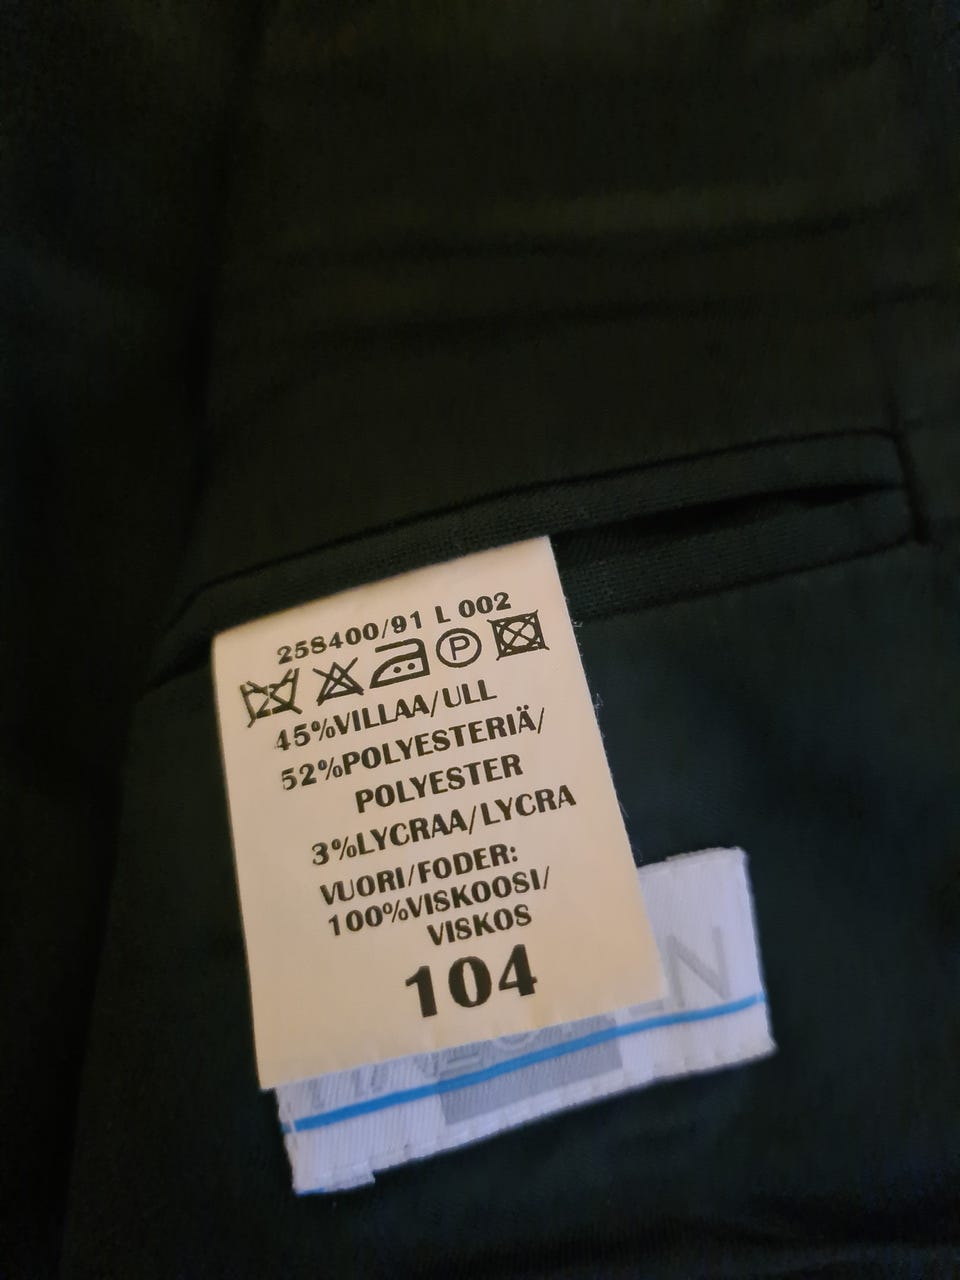 258400/91 L 002
P
45%VILLAA/ULL
52%POLYESTERIÄ/
POLYESTER
3%LYCRAA/LYCRA
VUORI/FODER:
100%VISKOOSI/
VISKOS
104